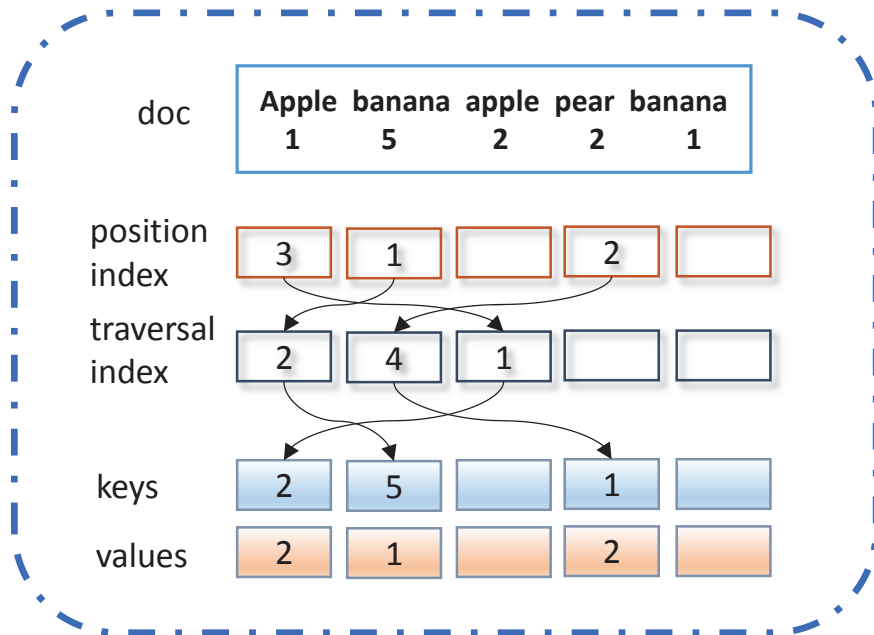 doc
Apple banana apple pear banana
1 5 2 2 1
position
index
3 1 2
traversal
index
2 4 1
keys
2 5 1
values
2 1 2